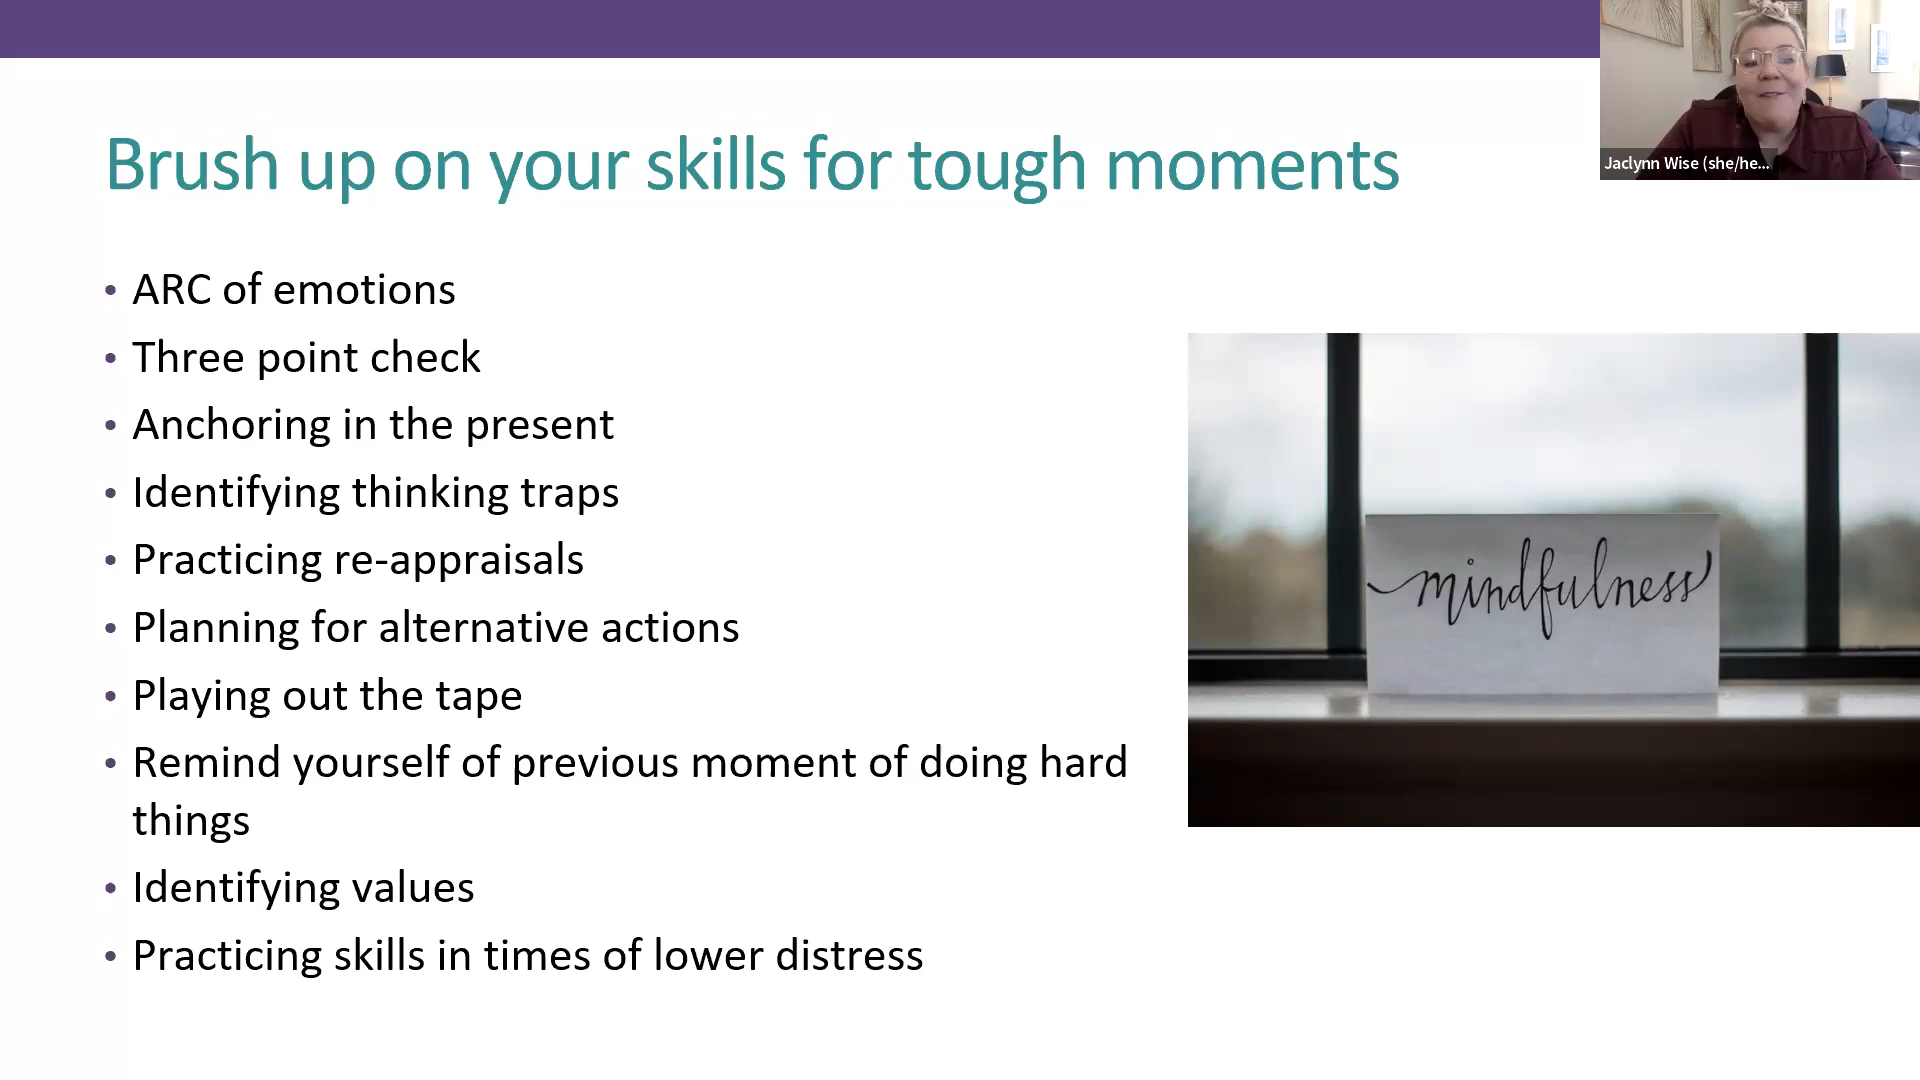 Brush up on your skills for tough moments
Jaclynn Wise (she/he...
• ARC of emotions
• Three point check
• Anchoring in the present
• Identifying thinking traps
• Practicing re-appraisals
• Planning for alternative actions
• Playing out the tape
• Remind yourself of previous moment of doing hard
things
• Identifying values
• Practicing skills in times of lower distress
mindfulness